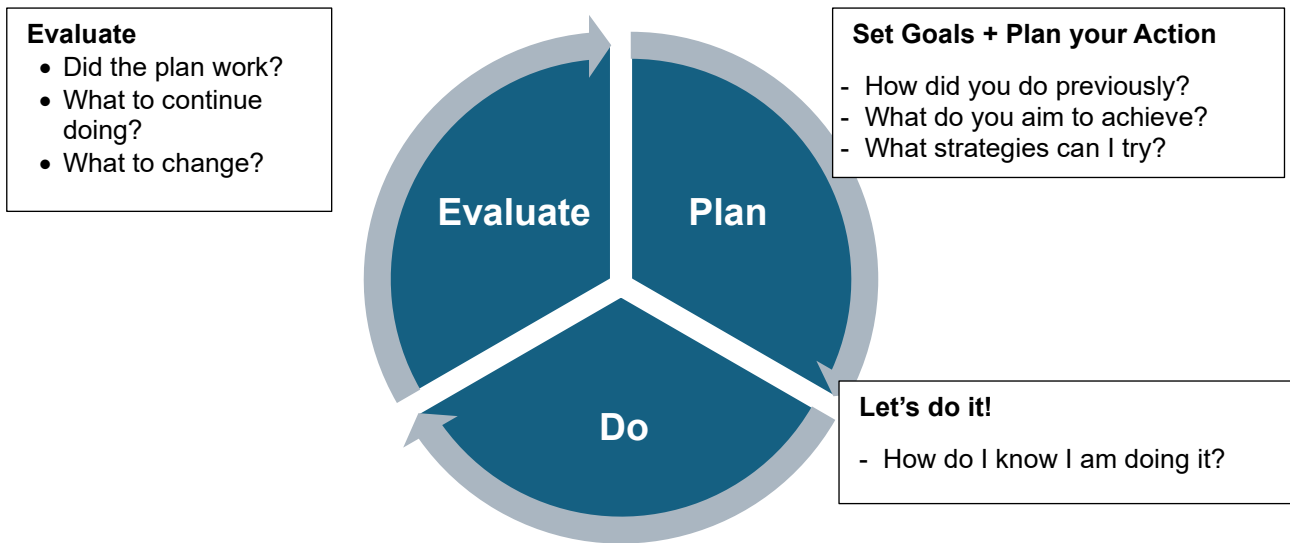 Evaluate
• Did the plan work?
• What to continue
doing?
• What to change?
Set Goals + Plan your Action
- How did you do previously?
- What do you aim to achieve?
- What strategies can I try?
Evaluate
Plan
Do
Let’s do it!
- How do I know I am doing it?